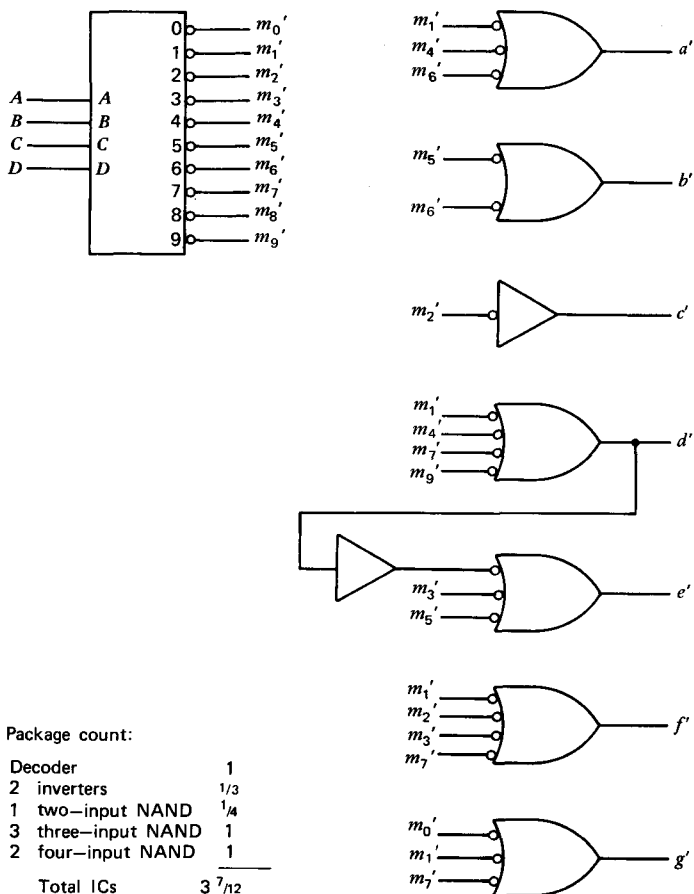 0 m₀'
1 m₁'
2 m₂'
A A 3 m₃'
B B 4 m₄'
C C 5 m₅'
D D 6 m₆'
7 m₇'
8 m₈'
9 m₉'
m₁'
m₄' a'
m₆'
m₅'
b'
m₆'
m₂' c'
m₁'
m₄' d'
m₇'
m₉'
m₃' e'
m₅'
m₁'
m₂' f'
m₃'
m₇'
m₀'
m₁' g'
m₇'
Package count:
Decoder 1
2 inverters 1/3
1 two-input NAND 1/4
3 three-input NAND 1
2 four-input NAND 1
Total ICs 3 7/12